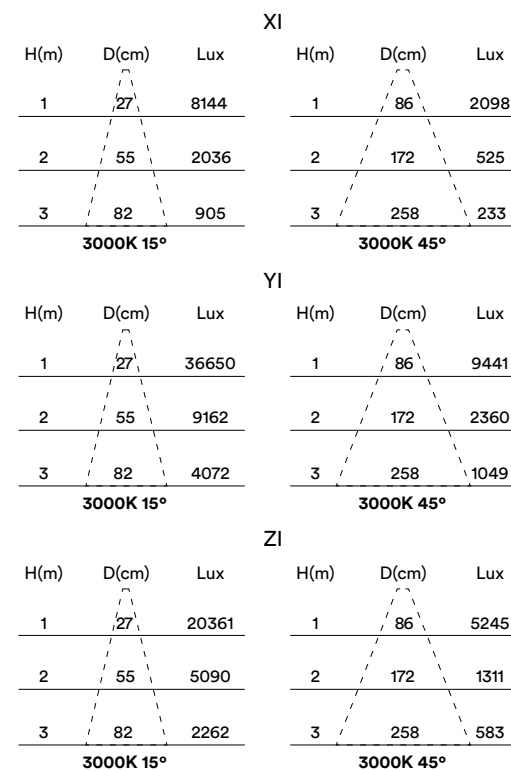 XI
H(m) D(cm) Lux H(m) D(cm) Lux
1 27 8144 1 86 2098
2 55 2036 2 172 525
3 82 905 3 258 233
3000K 15° 3000K 45°
YI
H(m) D(cm) Lux H(m) D(cm) Lux
1 27 36650 1 86 9441
2 55 9162 2 172 2360
3 82 4072 3 258 1049
3000K 15° 3000K 45°
ZI
H(m) D(cm) Lux H(m) D(cm) Lux
1 27 20361 1 86 5245
2 55 5090 2 172 1311
3 82 2262 3 258 583
3000K 15° 3000K 45°